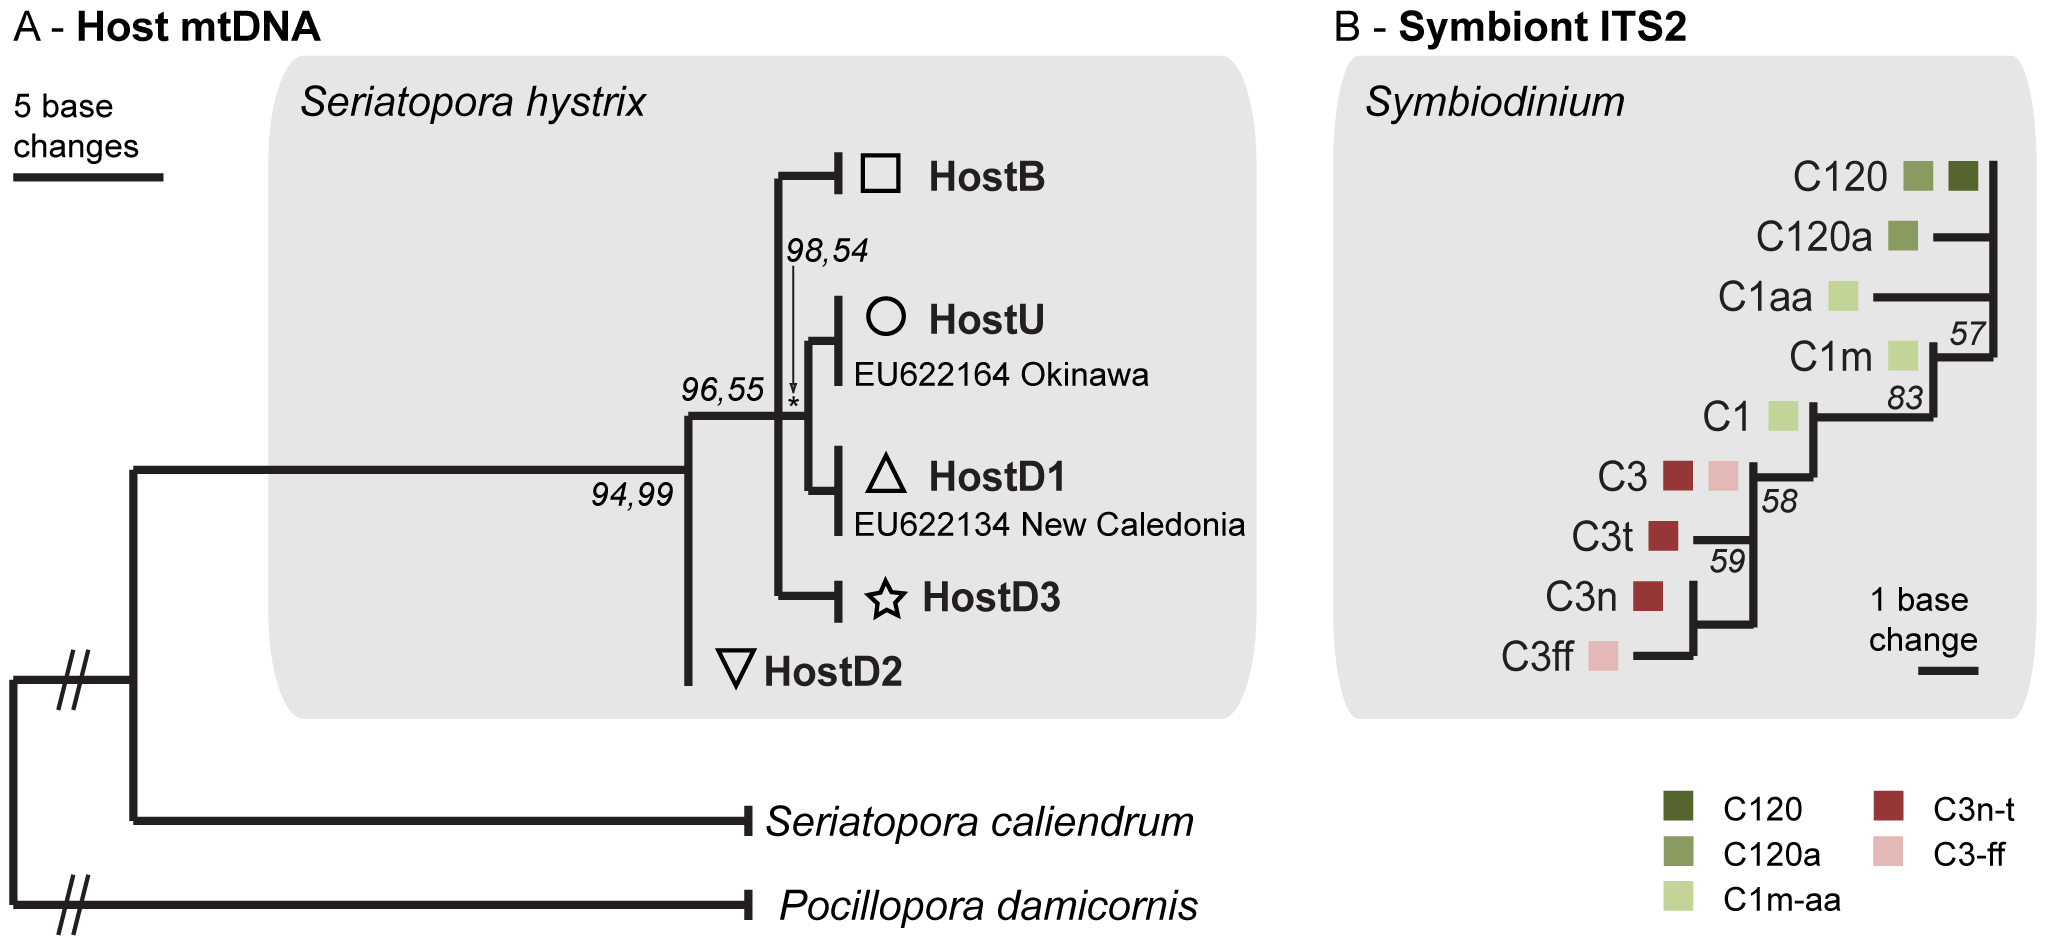 A - Host mtDNA
5 base
changes
Seriatopora hystrix
HostB
98,54
HostU
EU622164 Okinawa
96,55
*
HostD1
94,99
EU622134 New Caledonia
HostD3
HostD2
Seriatopora caliendrum
Pocillopora damicornis
B - Symbiont ITS2
Symbiodinium
C120
C120a
C1aa
57
C1m
83
C1
C3
58
C3t
59
C3n
C3ff
1 base
change
C120
C120a
C1m-aa
C3n-t
C3-ff